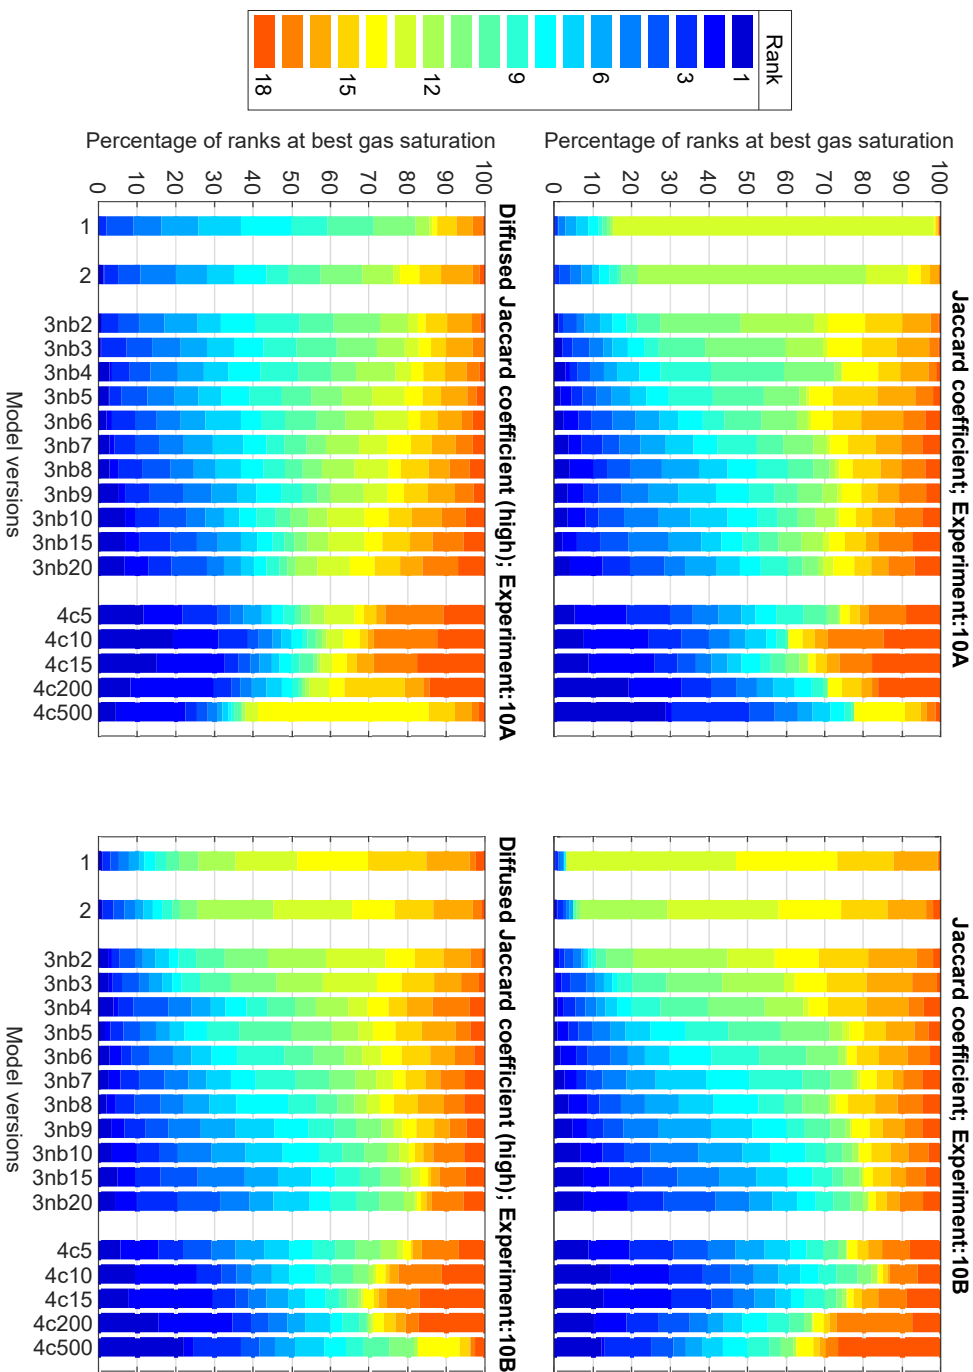 Rank
1
3
6
9
12
15
18
Jaccard coefficient; Experiment:10A
Percentage of ranks at best gas saturation
0
10
20
30
40
50
60
70
80
90
100
Jaccard coefficient; Experiment:10B
Diffused Jaccard coefficient (high); Experiment:10A
Percentage of ranks at best gas saturation
0
10
20
30
40
50
60
70
80
90
100
1
2
3nb2
3nb3
3nb4
3nb5
3nb6
3nb7
3nb8
3nb9
3nb10
3nb15
3nb20
4c5
4c10
4c15
4c200
4c500
Model versions
Diffused Jaccard coefficient (high); Experiment:10B
1
2
3nb2
3nb3
3nb4
3nb5
3nb6
3nb7
3nb8
3nb9
3nb10
3nb15
3nb20
4c5
4c10
4c15
4c200
4c500
Model versions